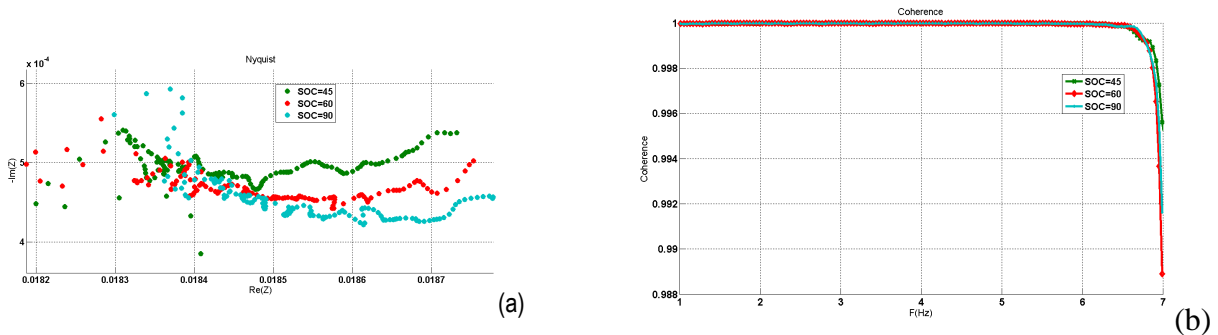 Nyquist
x 10⁻⁴
6
5
4
-Im(Z)
SOC=45
SOC=60
SOC=90
0.0182
0.0183
0.0184
0.0185
0.0186
0.0187
Re(Z)
(a)
Coherence
1
0.998
0.996
0.994
0.992
0.99
0.988
Coherence
SOC=45
SOC=60
SOC=90
1
2
3
4
5
6
7
F(Hz)
(b)